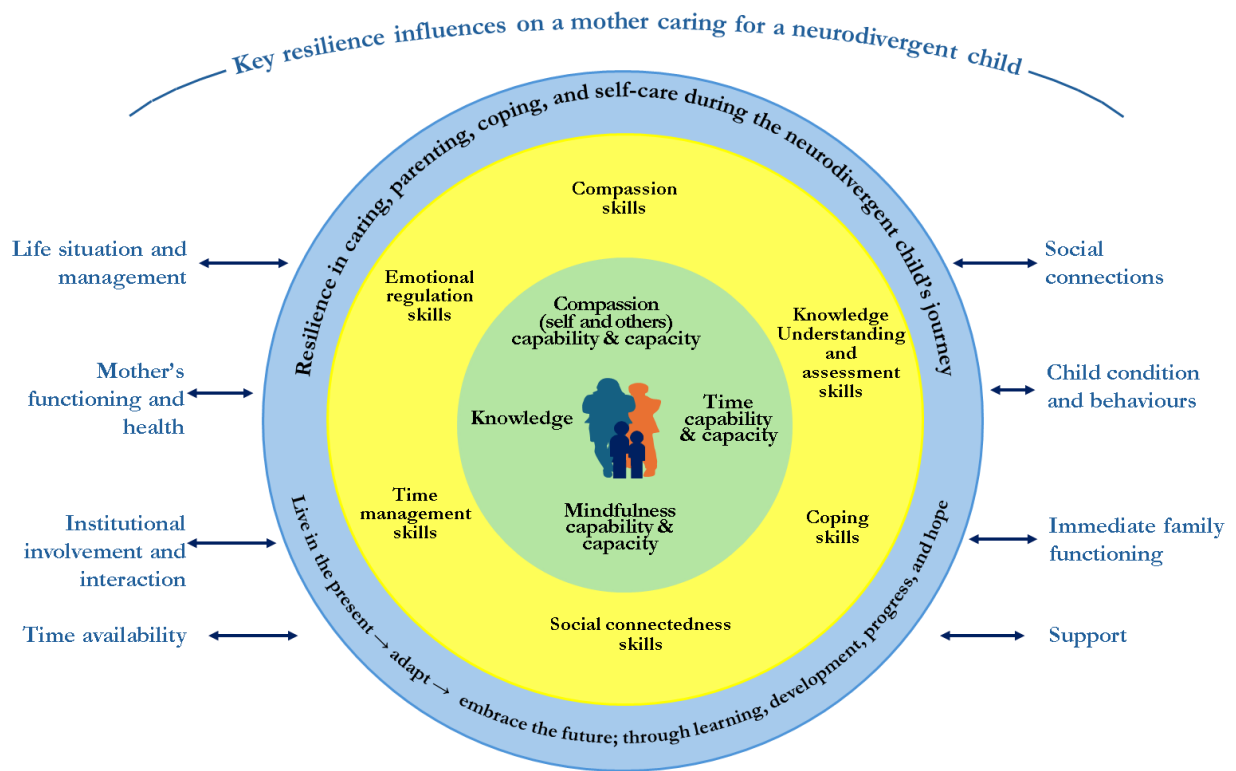 Key resilience influences on a mother caring for a neurodivergent child
Resilience in caring, parenting, coping, and self-care during the neurodivergent child's journey
Life situation and
management
Mother's
functioning and
health
Institutional
involvement and
interaction
Time availability
Compassion
skills
Emotional
regulation
skills
Knowledge
Understanding
and
assessment
skills
Time
management
skills
Coping
skills
Social connectedness
skills
Compassion
(self and others)
capability & capacity
Knowledge
Time
capability
& capacity
Mindfulness
capability &
capacity
Live in the present → adapt → embrace the future; through learning, development, progress, and hope
Social
connections
Child condition
and behaviours
Immediate family
functioning
Support